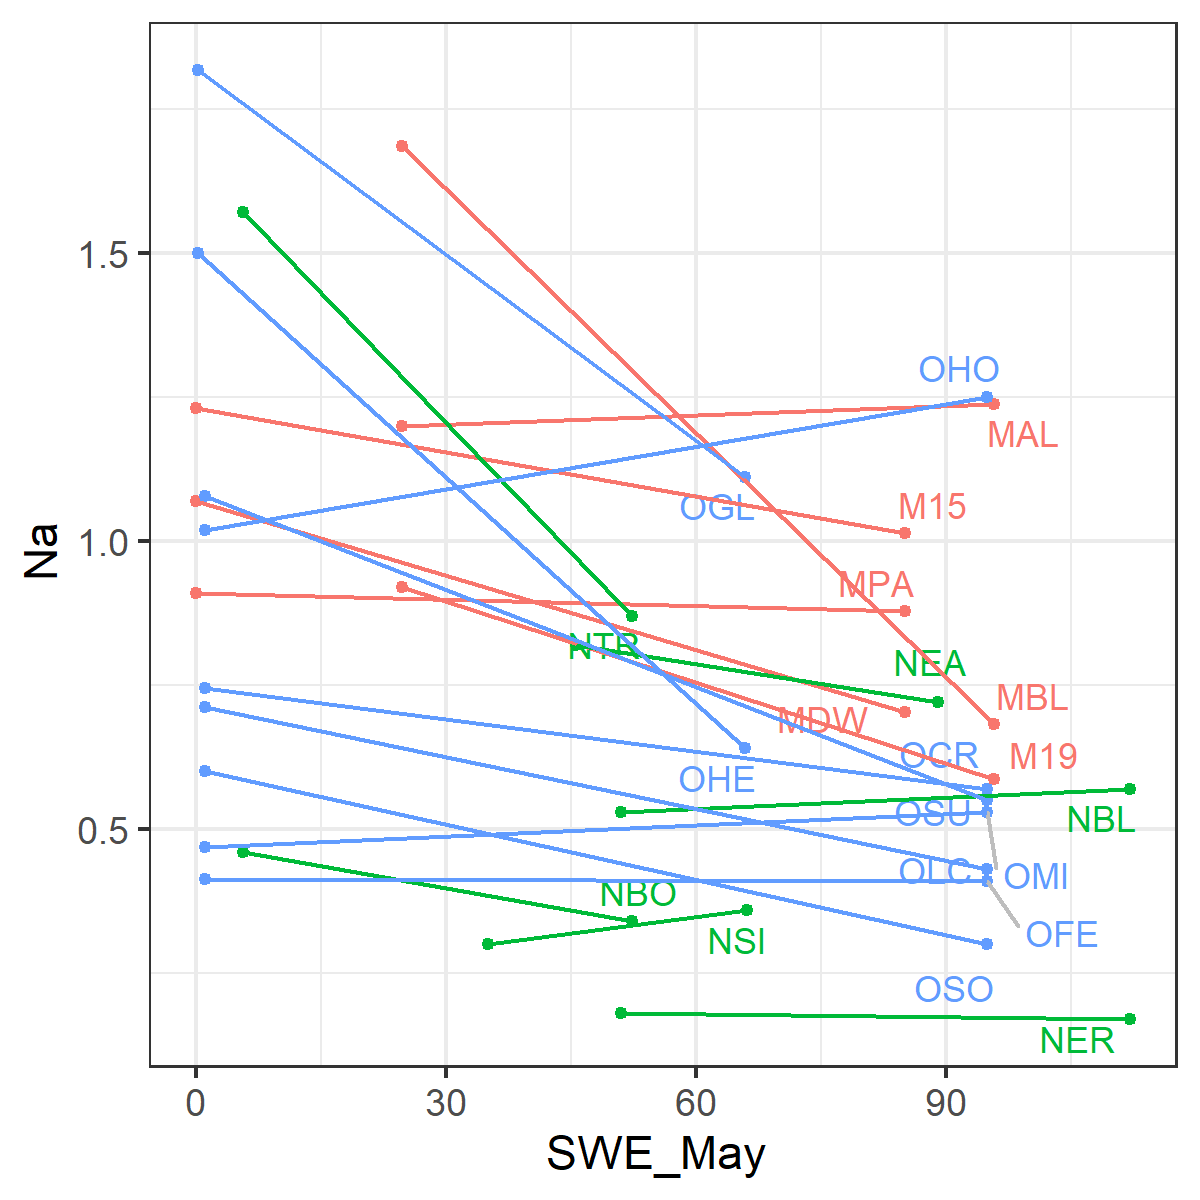 OHO
MAL
OGL
M15
MPA
NTR
NEA
MBL
MDW
OCR
M19
OHE
OSU
NBL
OLC
OMI
NBO
OFE
NSI
OSO
NER
1.5
1.0
0.5
Na
0 30 60 90
SWE_May